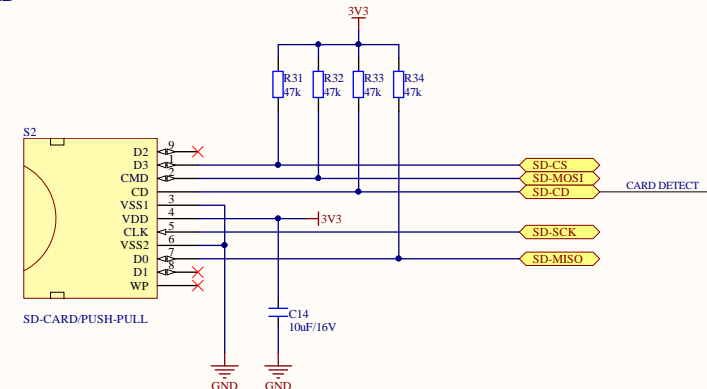 3V3
R31
47k
R32
47k
R33
47k
R34
47k
S2
D2 9
D3 1
CMD 2
CD
VSS1 3
VDD 4
CLK 5
VSS2 6
D0 7
D1 8
WP
SD-CS
SD-MOSI
SD-CD
CARD DETECT
3V3
SD-SCK
SD-MISO
C14
10uF/16V
SD-CARD/PUSH-PULL
GND
GND